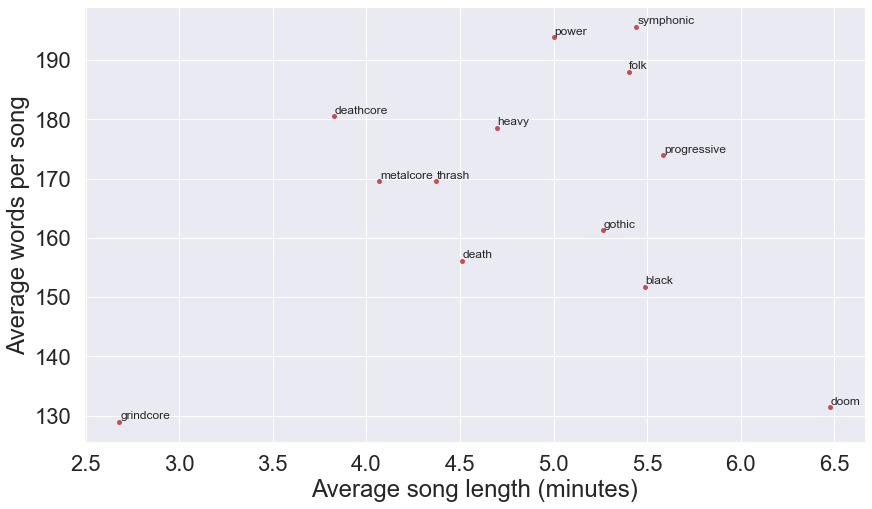 symphonic
power
190
folk
180
deathcore
heavy
progressive
170
metalcore
thrash
160
gothic
death
150
black
140
130
grindcore
doom
2.5 3.0 3.5 4.0 4.5 5.0 5.5 6.0 6.5
Average song length (minutes)
Average words per song